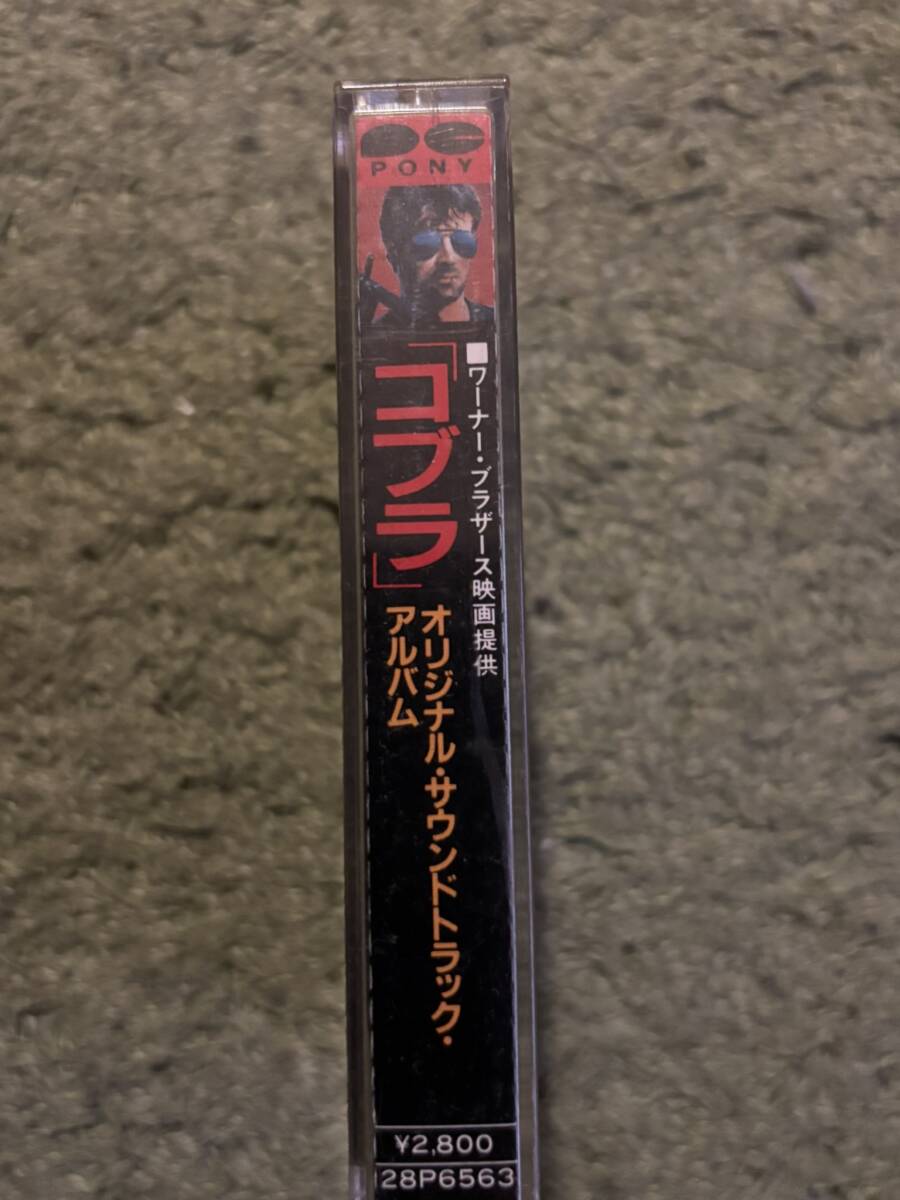 PONY
■ワーナー・ブラザース映画提供
「コブラ」
オリジナル・サウンドトラック・
アルバム
¥2,800
28P6563